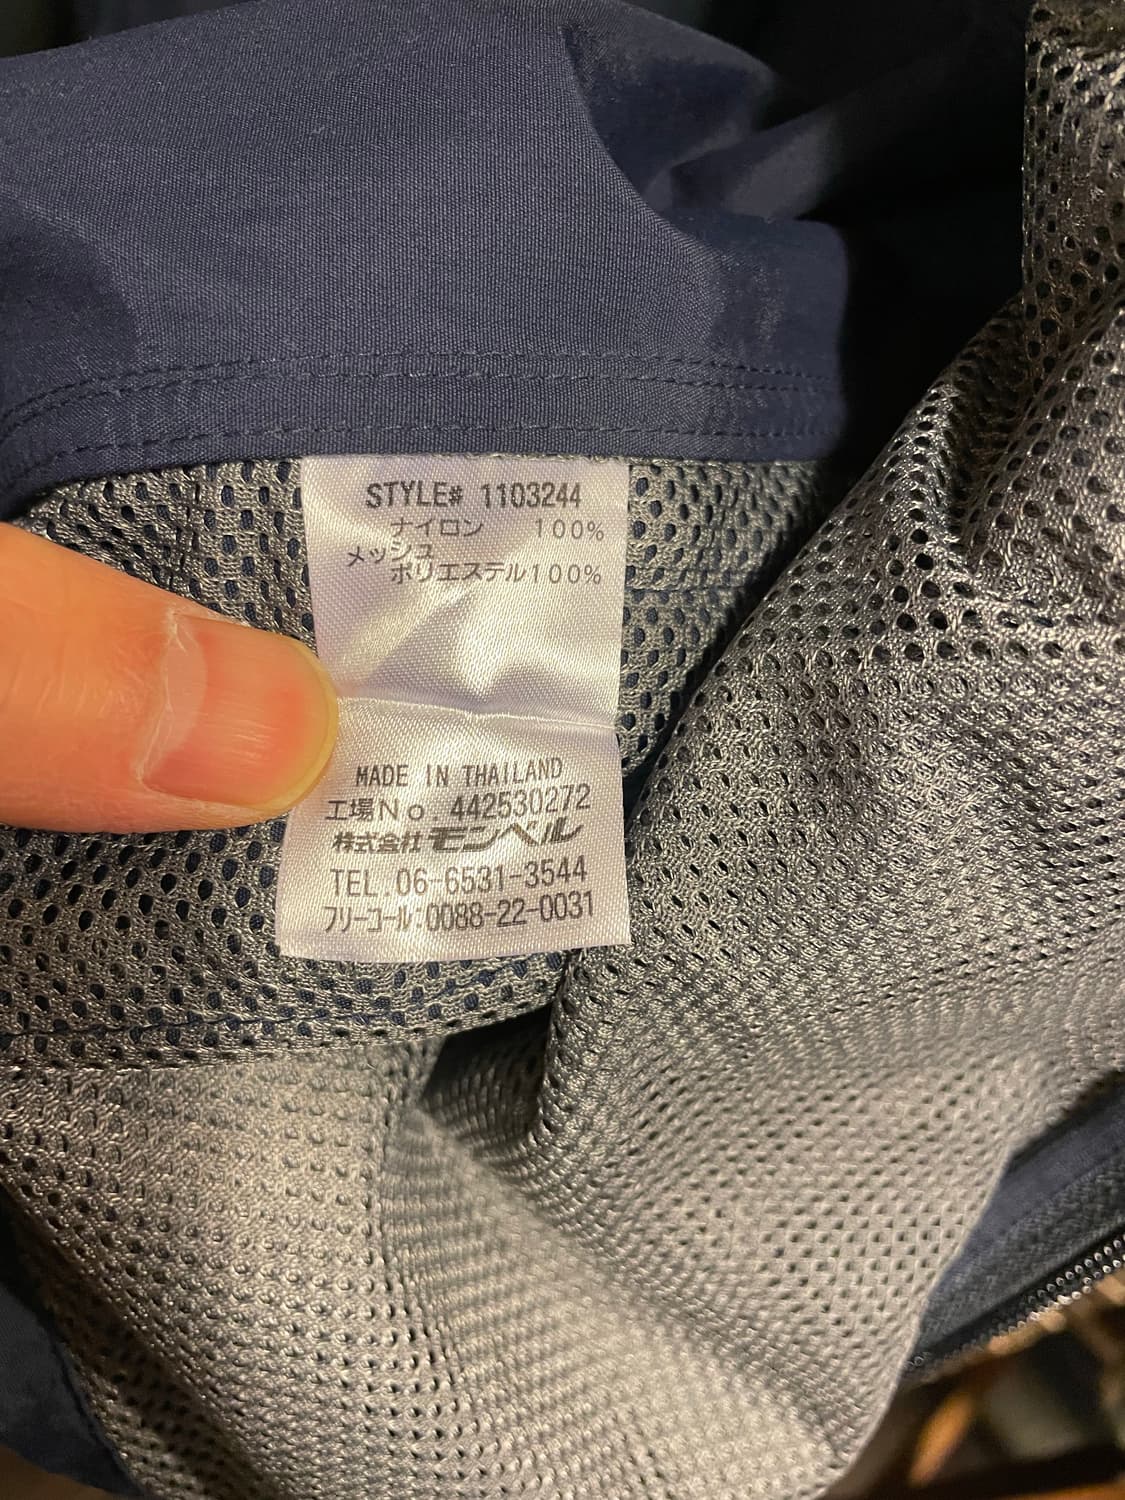 STYLE# 1103244
ナイロン 100%
メッシュ
ポリエステル100%
MADE IN THAILAND
工場No. 442530272
株式会社モンベル
TEL.06-6531-3544
フリーコール:0088-22-0031